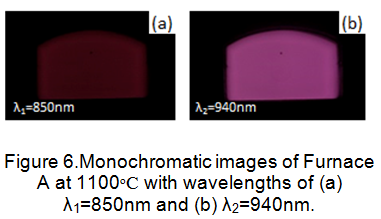 (a)
(b)
λ₁=850nm
λ₂=940nm
Figure 6.Monochromatic images of Furnace
A at 1100◦C with wavelengths of (a)
λ1=850nm and (b) λ2=940nm.